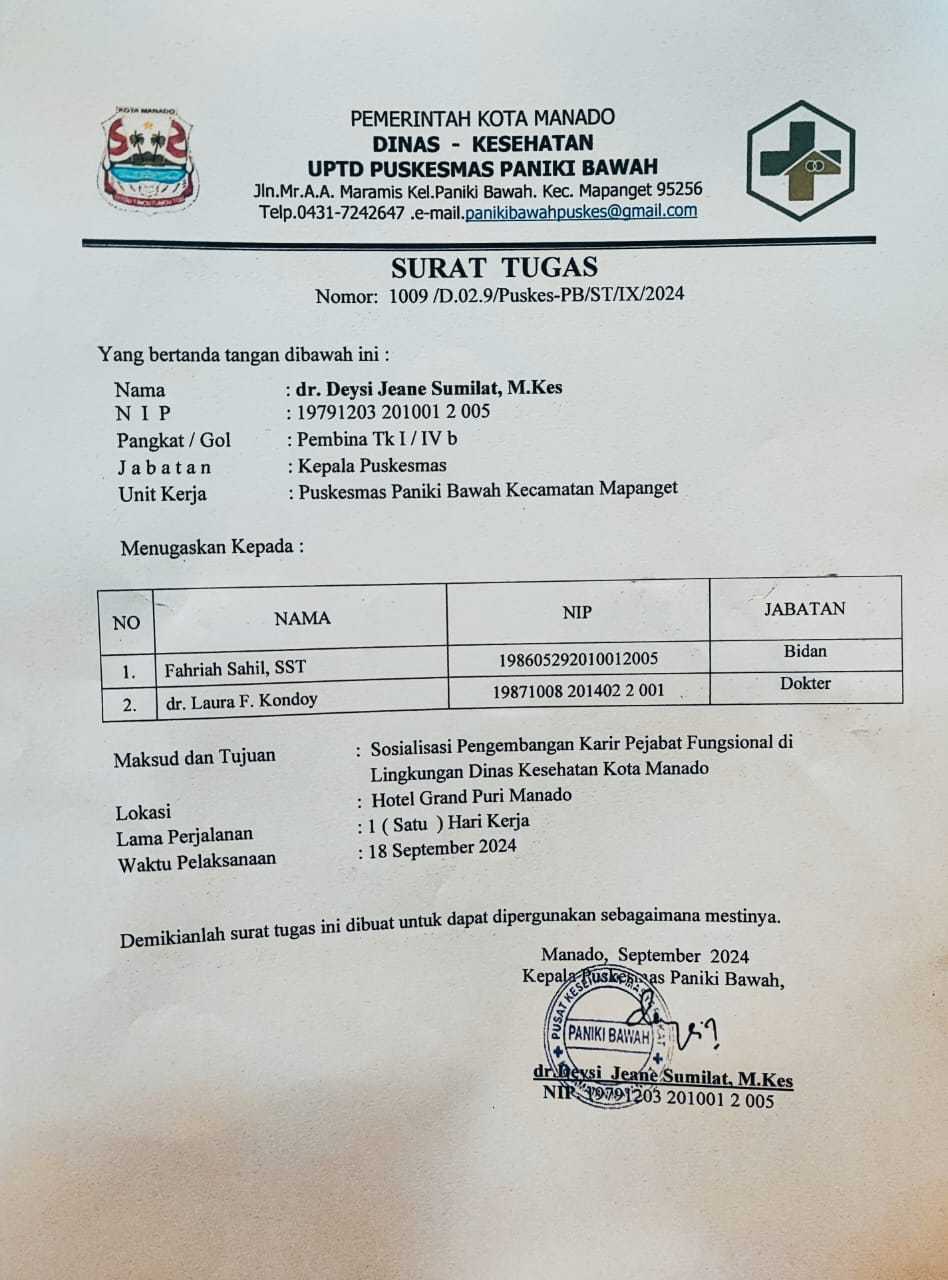 KOTA MANADO
PEMERINTAH KOTA MANADO
DINAS - KESEHATAN
UPTD PUSKESMAS PANIKI BAWAH
Jln.Mr.A.A. Maramis Kel.Paniki Bawah. Kec. Mapanget 95256
Telp.0431-7242647 .e-mail.panikibawahpuskes@gmail.com
SURAT TUGAS
Nomor: 1009 /D.02.9/Puskes-PB/ST/IX/2024
Yang bertanda tangan dibawah ini :
Nama : dr. Deysi Jeane Sumilat, M.Kes
N I P : 19791203 201001 2 005
Pangkat / Gol : Pembina Tk I / IV b
J a b a t a n : Kepala Puskesmas
Unit Kerja : Puskesmas Paniki Bawah Kecamatan Mapanget
Menugaskan Kepada :
NO NAMA NIP JABATAN
1. Fahriah Sahil, SST 198605292010012005 Bidan
2. dr. Laura F. Kondoy 19871008 201402 2 001 Dokter
Maksud dan Tujuan : Sosialisasi Pengembangan Karir Pejabat Fungsional di
Lingkungan Dinas Kesehatan Kota Manado
Lokasi : Hotel Grand Puri Manado
Lama Perjalanan : 1 ( Satu ) Hari Kerja
Waktu Pelaksanaan : 18 September 2024
Demikianlah surat tugas ini dibuat untuk dapat dipergunakan sebagaimana mestinya.
Manado, September 2024
Kepala Puskesmas Paniki Bawah,
PUSAT KESEHATAN
PANIKI BAWAH
dr.Deysi Jeane Sumilat, M.Kes
NIP. 19791203 201001 2 005